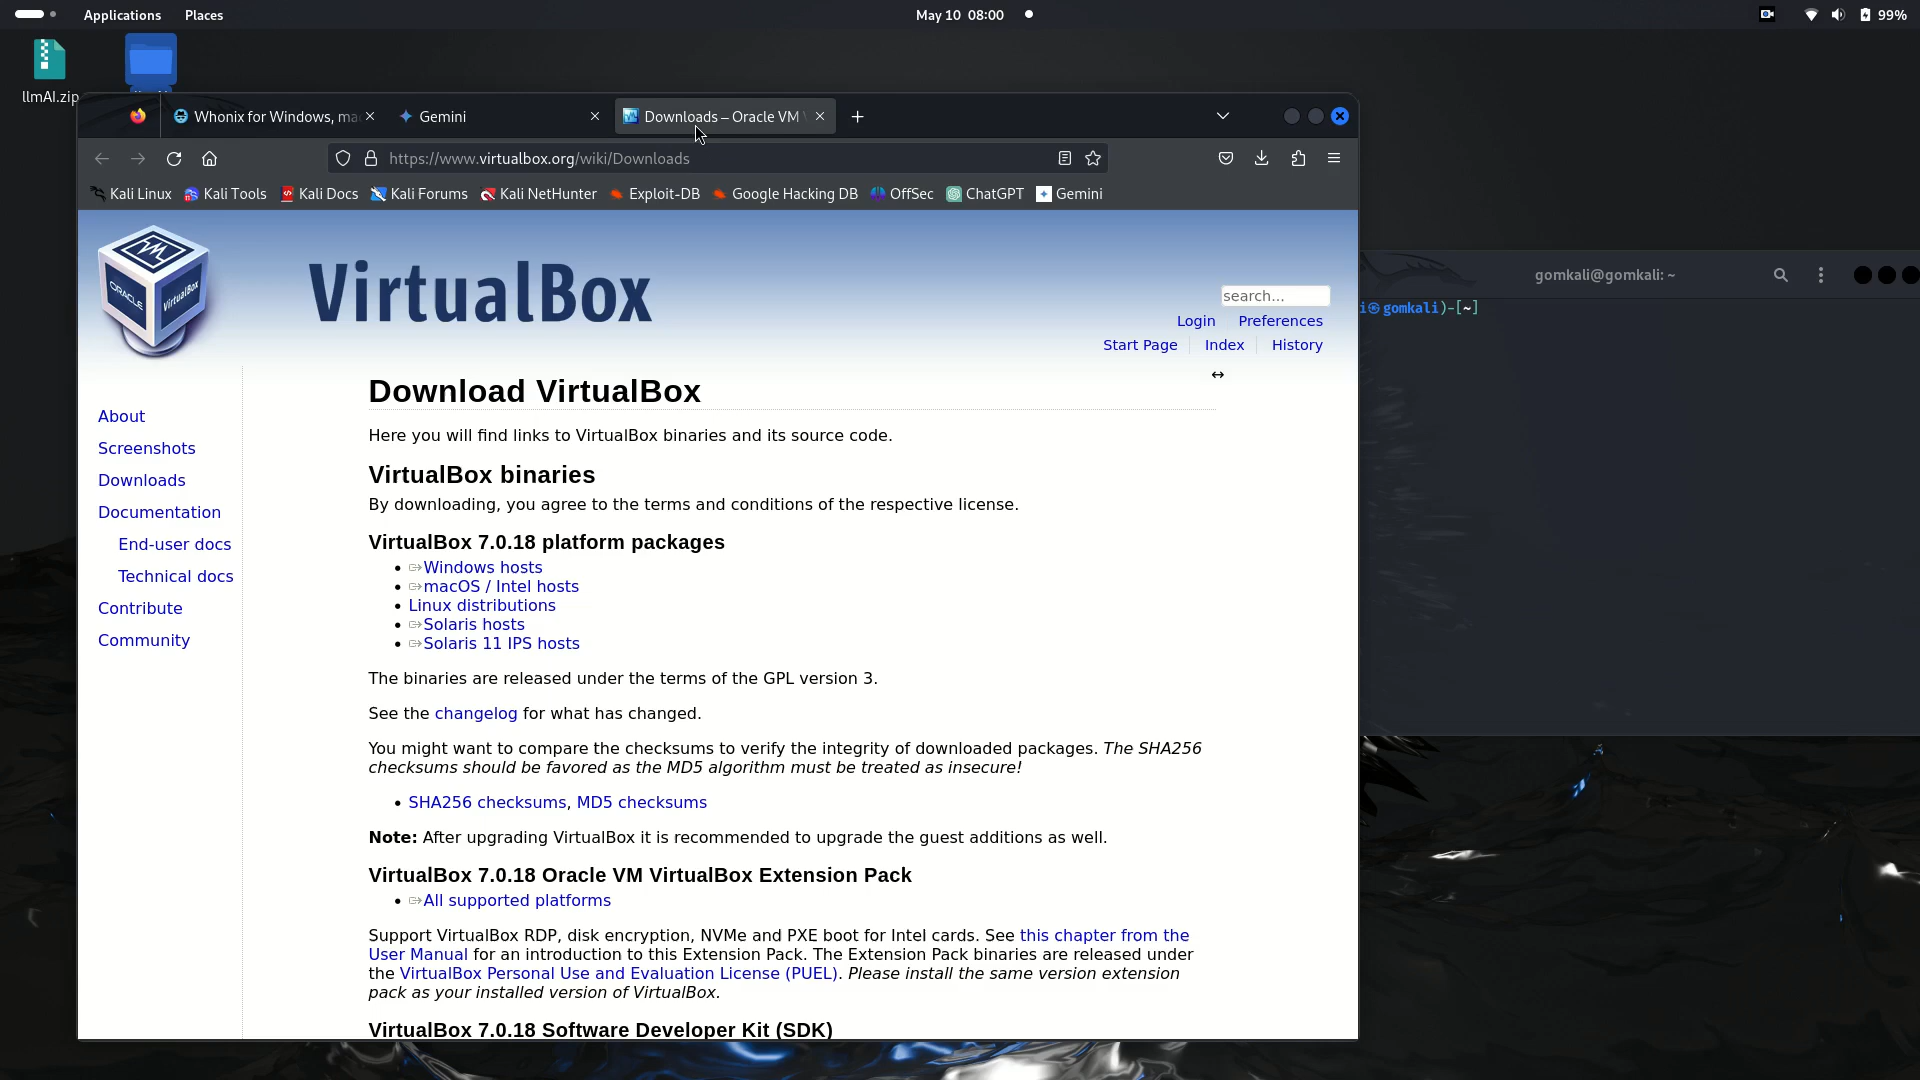 Applications Places
May 10 08:00
99%
llmAI.zip
Whonix for Windows, ma
Gemini
Downloads – Oracle VM
https://www.virtualbox.org/wiki/Downloads
Kali Linux Kali Tools Kali Docs Kali Forums Kali NetHunter Exploit-DB Google Hacking DB OffSec ChatGPT Gemini
ORACLE
VirtualBox
VirtualBox
search...
Login Preferences
Start Page Index History
gomkali@gomkali: ~
i㉿gomkali)-[~]
About
Screenshots
Downloads
Documentation
End-user docs
Technical docs
Contribute
Community
Download VirtualBox
Here you will find links to VirtualBox binaries and its source code.
VirtualBox binaries
By downloading, you agree to the terms and conditions of the respective license.
VirtualBox 7.0.18 platform packages
• Windows hosts
• macOS / Intel hosts
• Linux distributions
• Solaris hosts
• Solaris 11 IPS hosts
The binaries are released under the terms of the GPL version 3.
See the changelog for what has changed.
You might want to compare the checksums to verify the integrity of downloaded packages. The SHA256
checksums should be favored as the MD5 algorithm must be treated as insecure!
• SHA256 checksums, MD5 checksums
Note: After upgrading VirtualBox it is recommended to upgrade the guest additions as well.
VirtualBox 7.0.18 Oracle VM VirtualBox Extension Pack
• All supported platforms
Support VirtualBox RDP, disk encryption, NVMe and PXE boot for Intel cards. See this chapter from the
User Manual for an introduction to this Extension Pack. The Extension Pack binaries are released under
the VirtualBox Personal Use and Evaluation License (PUEL). Please install the same version extension
pack as your installed version of VirtualBox.
VirtualBox 7.0.18 Software Developer Kit (SDK)